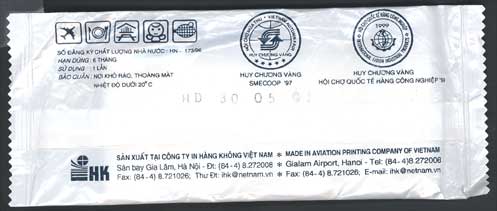 SỐ ĐĂNG KÝ CHẤT LƯỢNG NHÀ NƯỚC: HN - 173/96
HẠN DÙNG: 6 THÁNG
SỬ DỤNG: 1 LẦN
BẢO QUẢN: NƠI KHÔ RÁO, THOÁNG MÁT
NHIỆT ĐỘ DƯỚI 20°C
HUY CHƯƠNG VÀNG
SMECOOP '97
1999
HUY CHƯƠNG VÀNG
HỘI CHỢ QUỐC TẾ HÀNG CÔNG NGHIỆP '9
HD 30 05
HK
SẢN XUẤT TẠI CÔNG TY IN HÀNG KHÔNG VIỆT NAM * MADE IN AVIATION PRINTING COMPANY OF VIETNAM
Sân bay Gia Lâm, Hà Nội - Đt: (84- 4) 8.272008 * Gialam Airport, Hanoi - Tel: (84- 4) 8.272008
Fax: (84- 4) 8.721026; Thư Đt: ihk@netnam.vn * Fax: (84- 4) 8.721026; E-mail: ihk@netnam.vn